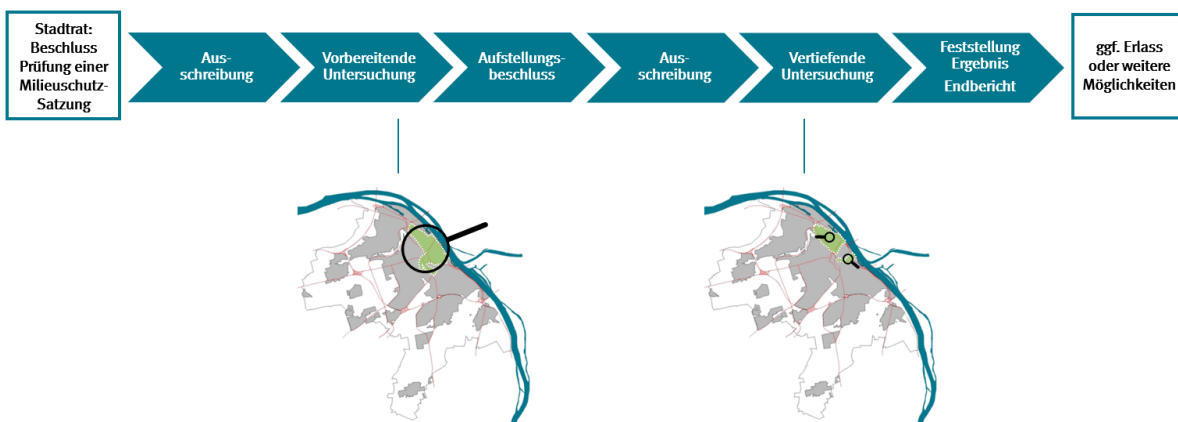 Stadtrat:
Beschluss
Prüfung einer
Milieuschutz-
Satzung
Aus-
schreibung
Vorbereitende
Untersuchung
Aufstellungs-
beschluss
Aus-
schreibung
Vertiefende
Untersuchung
Feststellung
Ergebnis
Endbericht
ggf. Erlass
oder weitere
Möglichkeiten